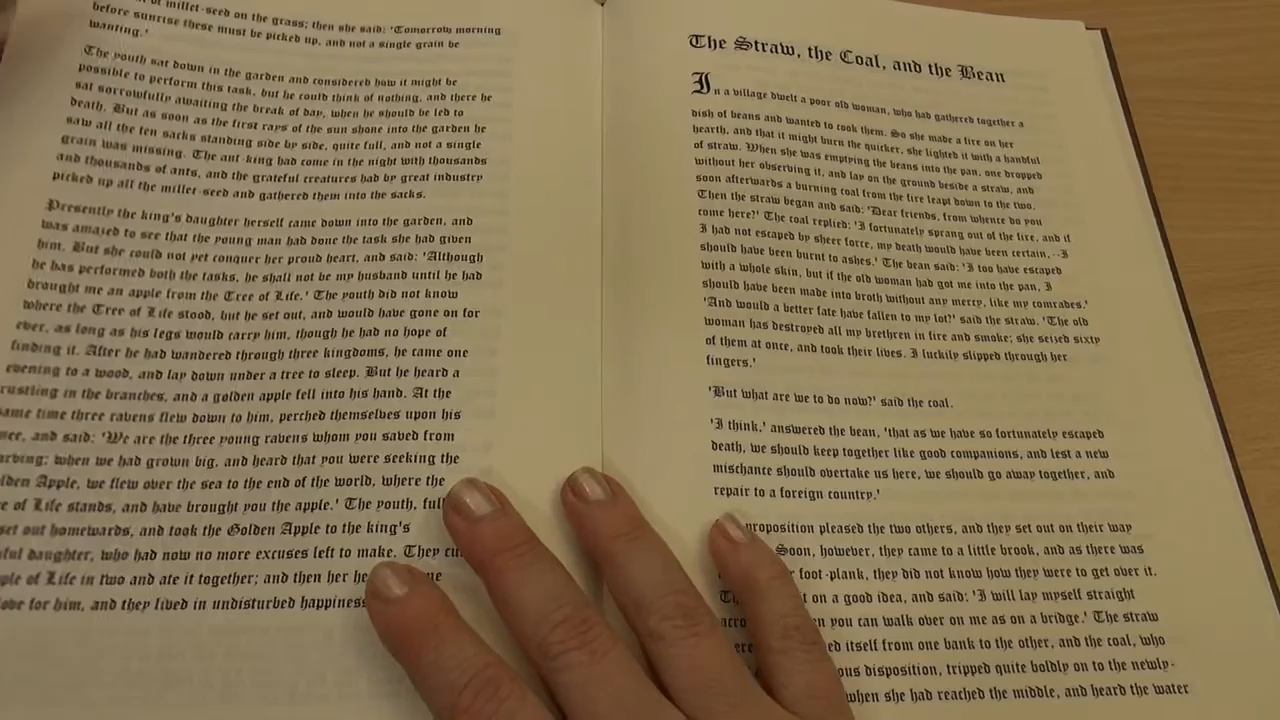 of millet-seed on the grass; then she said: 'Tomorrow morning
before sunrise these must be picked up, and not a single grain be
wanting.'
The youth sat down in the garden and considered how it might be
possible to perform this task, but he could think of nothing, and there he
sat sorrowfully awaiting the break of day, when he should be led to
death. But as soon as the first rays of the sun shone into the garden he
saw all the ten sacks standing side by side, quite full, and not a single
grain was missing. The ant-king had come in the night with thousands
and thousands of ants, and the grateful creatures had by great industry
picked up all the millet-seed and gathered them into the sacks.
Presently the king's daughter herself came down into the garden, and
was amazed to see that the young man had done the task she had given
him. But she could not yet conquer her proud heart, and said: 'Although
he has performed both the tasks, he shall not be my husband until he had
brought me an apple from the Tree of Life.' The youth did not know
where the Tree of Life stood, but he set out, and would have gone on for
ever, as long as his legs would carry him, though he had no hope of
finding it. After he had wandered through three kingdoms, he came one
evening to a wood, and lay down under a tree to sleep. But he heard a
rustling in the branches, and a golden apple fell into his hand. At the
same time three ravens flew down to him, perched themselves upon his
knee, and said: 'We are the three young ravens whom you saved from
starving; when we had grown big, and heard that you were seeking the
Golden Apple, we flew over the sea to the end of the world, where the
of Life stands, and have brought you the apple.' The youth, full
set out homewards, and took the Golden Apple to the king's
daughter, who had now no more excuses left to make. They
of Life in two and ate it together; and then her
love for him, and they lived in undisturbed happiness
The Straw, the Coal, and the Bean
In a village dwelt a poor old woman, who had gathered together a
dish of beans and wanted to cook them. So she made a fire on her
hearth, and that it might burn the quicker, she lighted it with a handful
of straw. When she was emptying the beans into the pan, one dropped
without her observing it, and lay on the ground beside a straw, and
soon afterwards a burning coal from the fire leapt down to the two.
Then the straw began and said: 'Dear friends, from whence do you
come here?' The coal replied: 'I fortunately sprang out of the fire, and if
I had not escaped by sheer force, my death would have been certain,--I
should have been burnt to ashes.' The bean said: 'I too have escaped
with a whole skin, but if the old woman had got me into the pan, I
should have been made into broth without any mercy, like my comrades.'
'And would a better fate have fallen to my lot?' said the straw. 'The old
woman has destroyed all my brethren in fire and smoke; she seized sixty
of them at once, and took their lives. I luckily slipped through her
fingers.'
'But what are we to do now?' said the coal.
'I think,' answered the bean, 'that as we have so fortunately escaped
death, we should keep together like good companions, and lest a new
mischance should overtake us here, we should go away together, and
repair to a foreign country.'
proposition pleased the two others, and they set out on their way
Soon, however, they came to a little brook, and as there was
foot-plank, they did not know how they were to get over it.
on a good idea, and said: 'I will lay myself straight
you can walk over on me as on a bridge.' The straw
itself from one bank to the other, and the coal, who
disposition, tripped quite boldly on to the newly-
when she had reached the middle, and heard the water